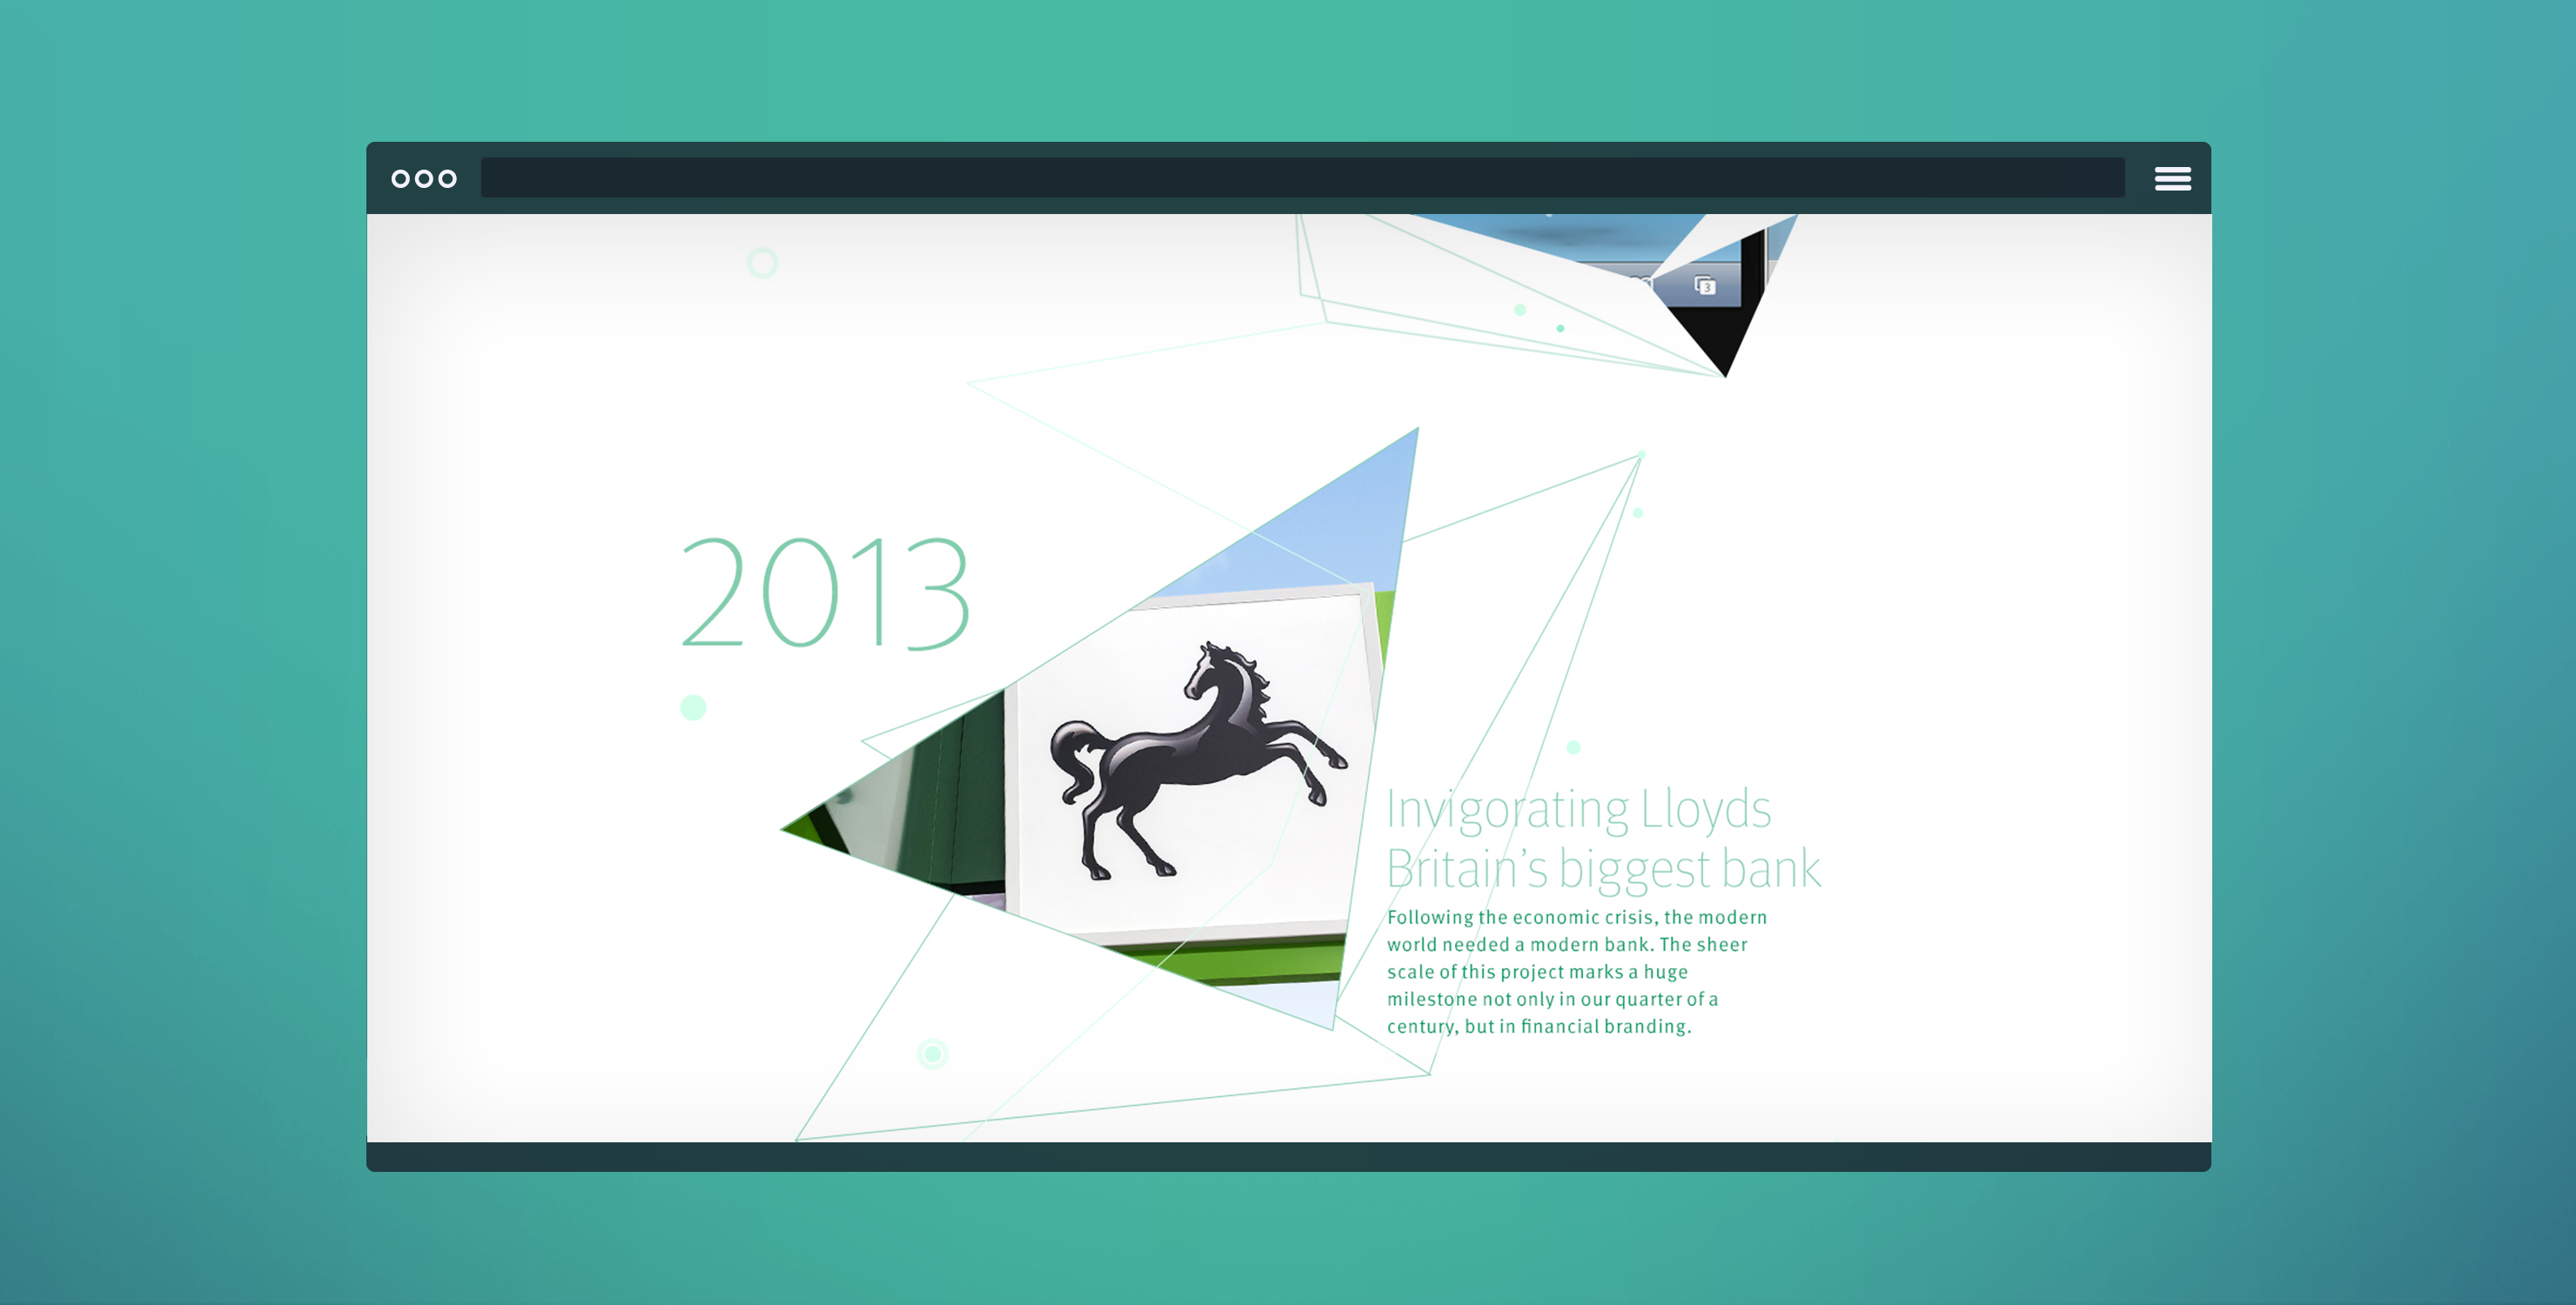 3
2013
Invigorating Lloyds
Britain’s biggest bank
Following the economic crisis, the modern
world needed a modern bank. The sheer
scale of this project marks a huge
milestone not only in our quarter of a
century, but in financial branding.